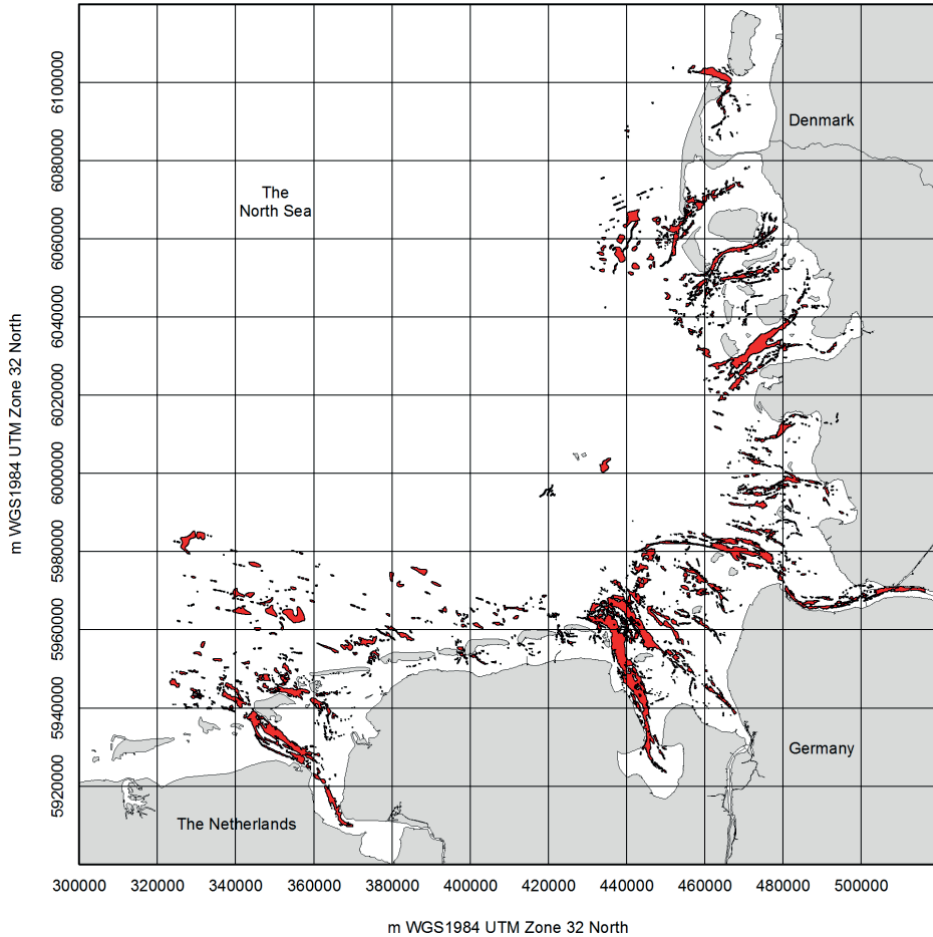 6100000
Denmark
6080000
The
North Sea
6060000
6040000
6020000
6000000
5980000
5960000
5940000
Germany
5920000
The Netherlands
m WGS1984 UTM Zone 32 North
300000 320000 340000 360000 380000 400000 420000 440000 460000 480000 500000
m WGS1984 UTM Zone 32 North